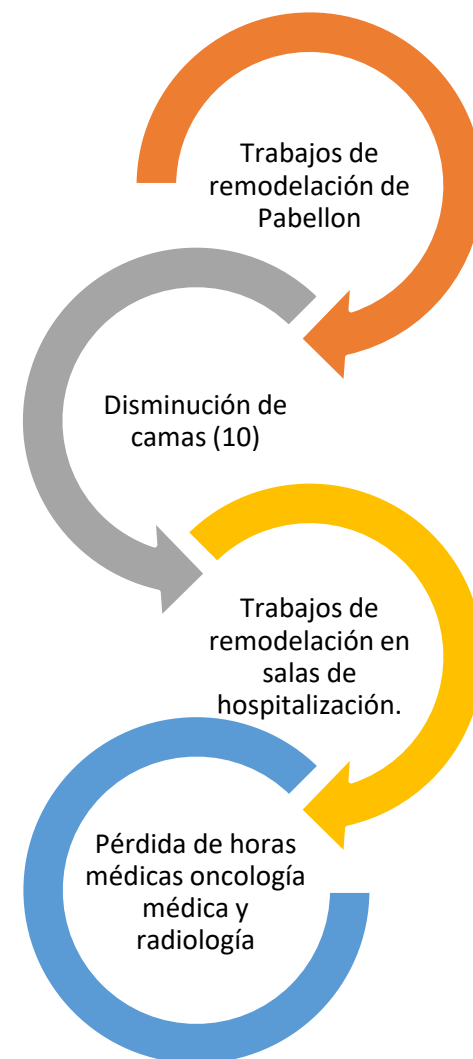 Trabajos de
remodelación de
Pabellon
Disminución de
camas (10)
Trabajos de
remodelación en
salas de
hospitalización.
Pérdida de horas
médicas oncología
médica y
radiología